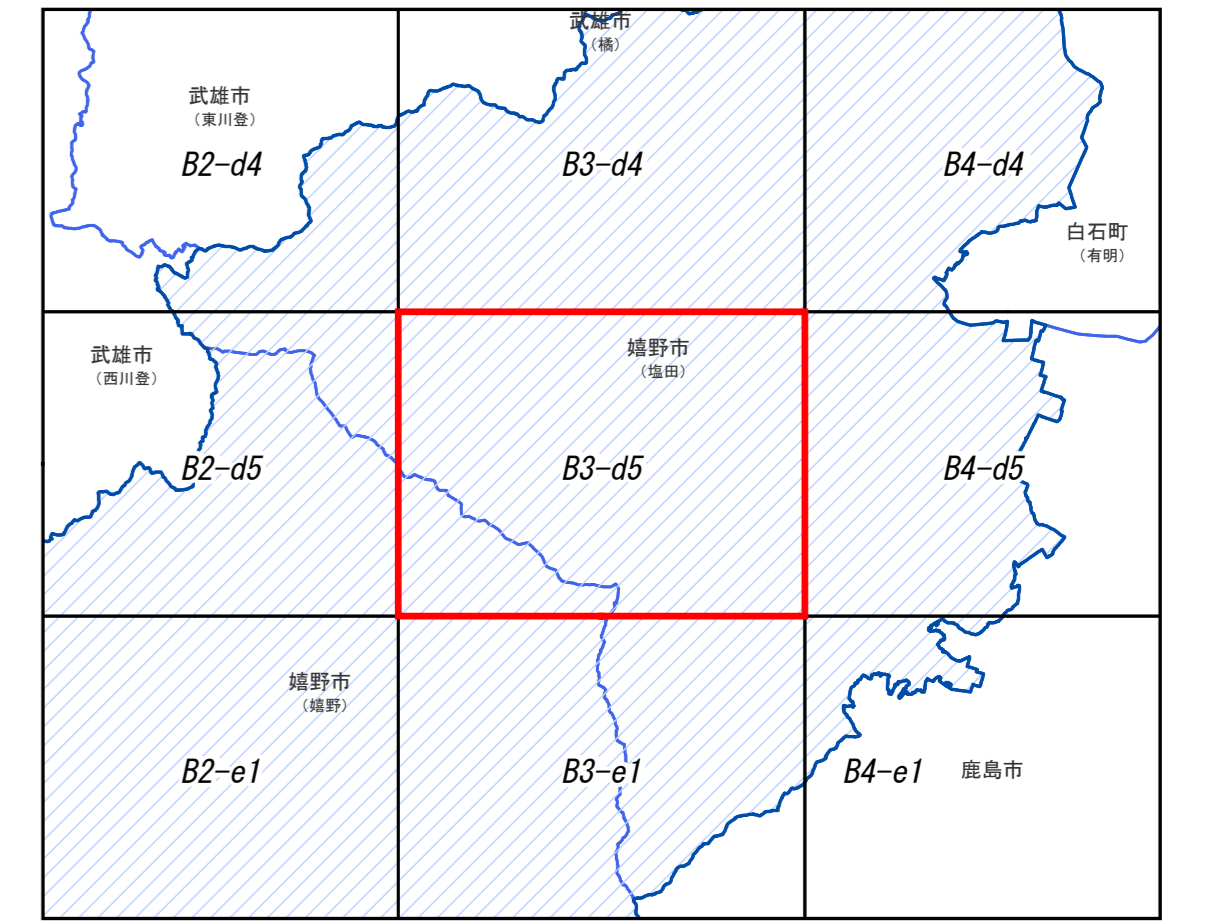 武雄市
（橘）
武雄市
（東川登）
B2-d4
B3-d4
B4-d4
白石町
（有明）
武雄市
（西川登）
嬉野市
（塩田）
B2-d5
B3-d5
B4-d5
嬉野市
（嬉野）
B2-e1
B3-e1
B4-e1
鹿島市